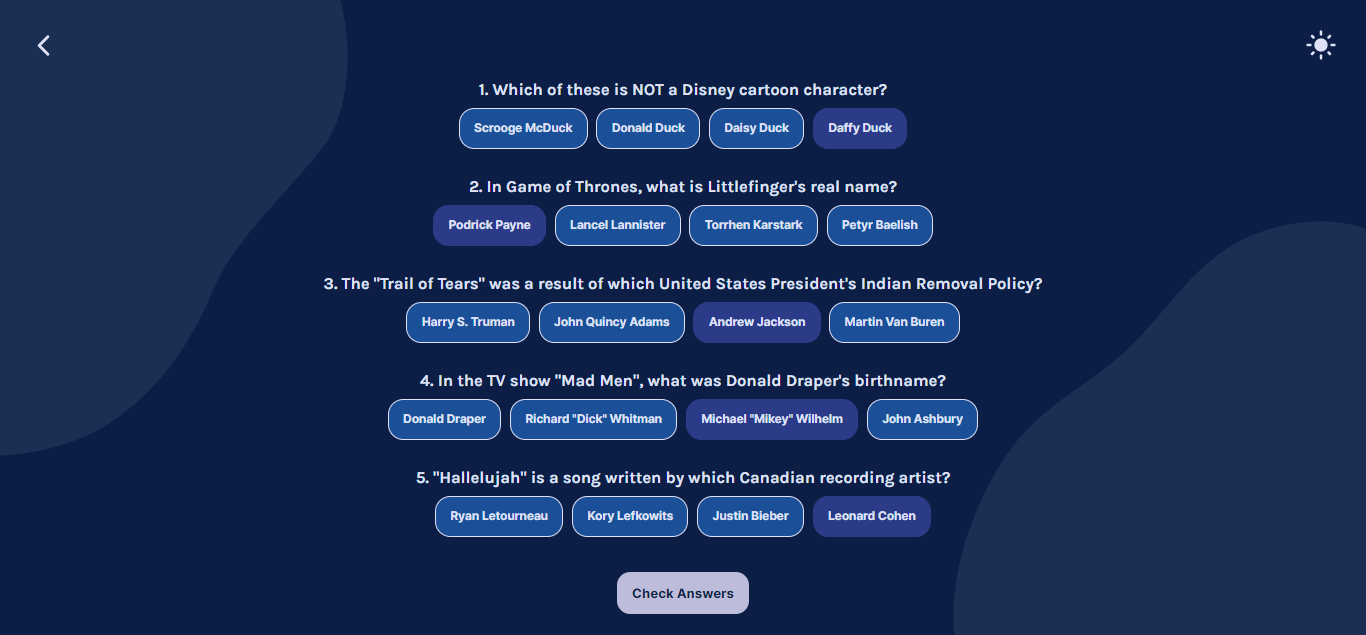 1. Which of these is NOT a Disney cartoon character?
Scrooge McDuck Donald Duck Daisy Duck Daffy Duck
2. In Game of Thrones, what is Littlefinger's real name?
Podrick Payne Lancel Lannister Torrhen Karstark Petyr Baelish
3. The "Trail of Tears" was a result of which United States President's Indian Removal Policy?
Harry S. Truman John Quincy Adams Andrew Jackson Martin Van Buren
4. In the TV show "Mad Men", what was Donald Draper's birthname?
Donald Draper Richard "Dick" Whitman Michael "Mikey" Wilhelm John Ashbury
5. "Hallelujah" is a song written by which Canadian recording artist?
Ryan Letourneau Kory Lefkowits Justin Bieber Leonard Cohen
Check Answers